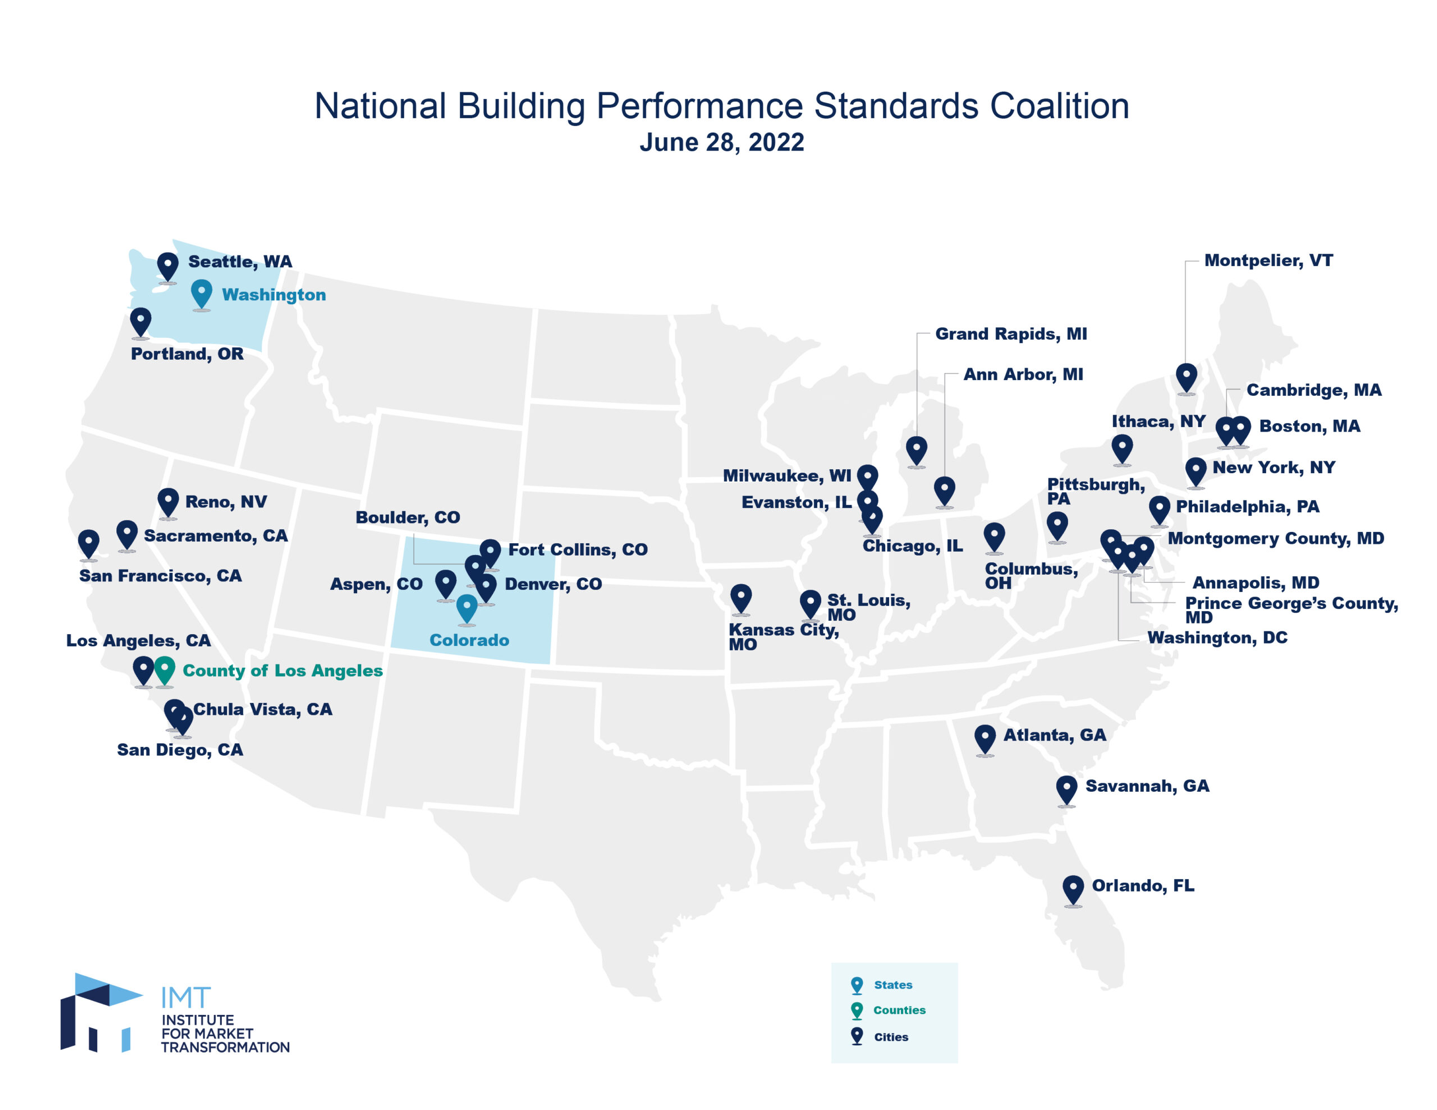 National Building Performance Standards Coalition
June 28, 2022
Seattle, WA
Washington
Portland, OR
Montpelier, VT
Grand Rapids, MI
Ann Arbor, MI
Cambridge, MA
Ithaca, NY
Boston, MA
Milwaukee, WI
New York, NY
Pittsburgh,
PA
Evanston, IL
Reno, NV
Philadelphia, PA
Boulder, CO
Sacramento, CA
Montgomery County, MD
Chicago, IL
Fort Collins, CO
San Francisco, CA
Columbus,
OH
Aspen, CO
Denver, CO
Annapolis, MD
St. Louis,
MO
Prince George’s County,
MD
Kansas City,
MO
Washington, DC
Los Angeles, CA
Colorado
County of Los Angeles
Chula Vista, CA
San Diego, CA
Atlanta, GA
Savannah, GA
Orlando, FL
States
Counties
Cities
IMT
INSTITUTE
FOR MARKET
TRANSFORMATION